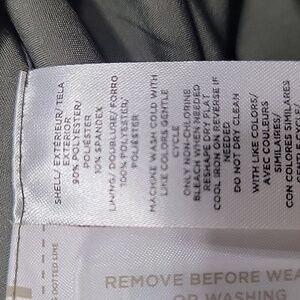 SHELL/ EXTÉRIEUR/ TELA
EXTERIOR
90% POLYESTER/
POLIÉSTER
10% SPANDEX
LINING/ DOUBLURE/ FORRO
100% POLYESTER/
POLIÉSTER
MACHINE WASH COLD WITH
LIKE COLORS GENTLE
CYCLE
ONLY NON-CHLORINE
BLEACH WHEN NEEDED
RESHAPE DRY FLAT
COOL IRON ON REVERSE IF
NEEDED
DO NOT DRY CLEAN
WITH LIKE COLORS/
AVEC COULEURS
SIMILAIRES/
CON COLORES SIMILARES
REMOVE BEFORE WEA
OR WASHING
DOTTED LINE